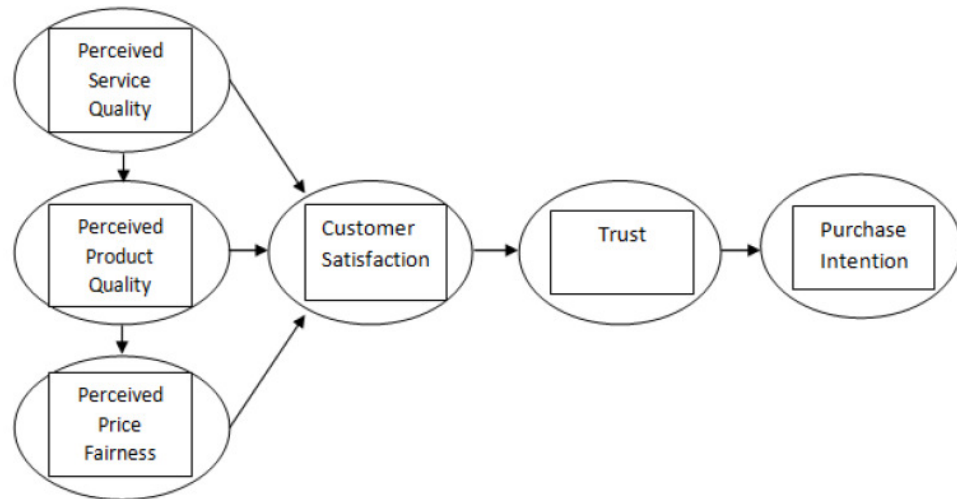 Perceived
Service
Quality
Perceived
Product
Quality
Perceived
Price
Fairness
Customer
Satisfaction
Trust
Purchase
Intention